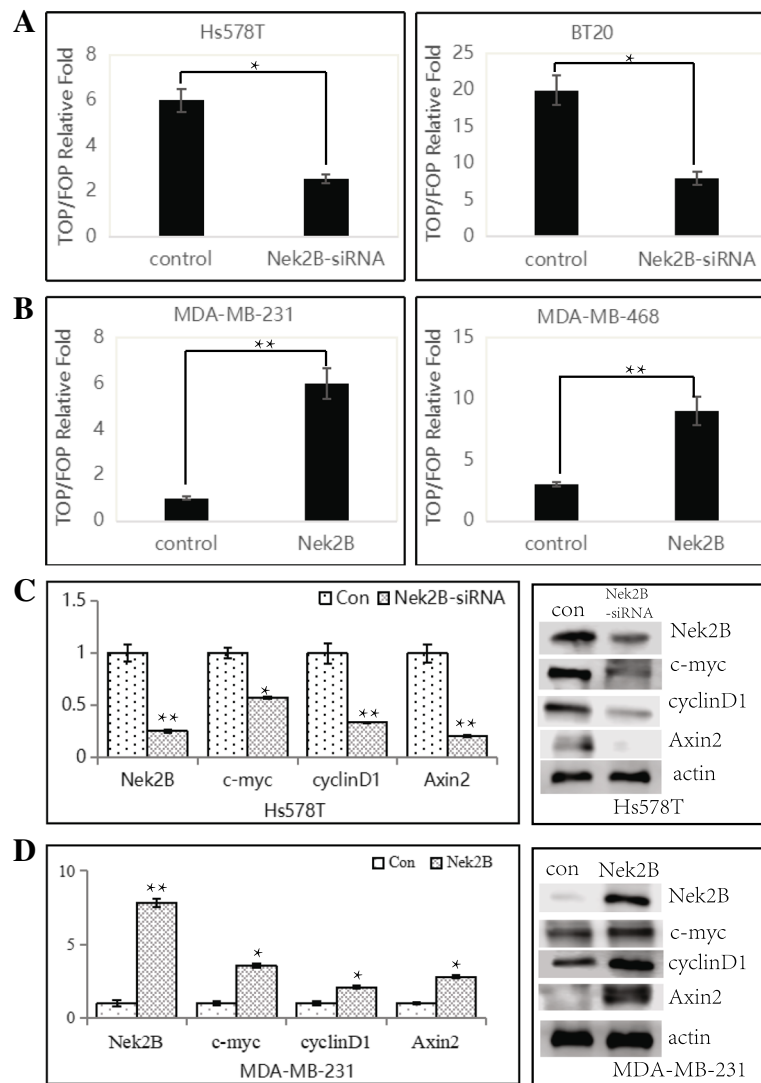 A
Hs578T
TOP/FOP Relative Fold
8
6
4
2
0
*
control
Nek2B-siRNA
BT20
25
20
15
10
5
0
*
control
Nek2B-siRNA
B
MDA-MB-231
TOP/FOP Relative Fold
8
6
4
2
0
**
control
Nek2B
MDA-MB-468
TOP/FOP Relative Fold
15
10
5
0
**
control
Nek2B
C
Con Nek2B-siRNA
1.5
1
0.5
0
**
*
**
**
Nek2B c-myc cyclinD1 Axin2
Hs578T
con Nek2B
-siRNA
Nek2B
c-myc
cyclinD1
Axin2
actin
Hs578T
D
Con Nek2B
10
5
0
**
*
*
*
Nek2B c-myc cyclinD1 Axin2
MDA-MB-231
con Nek2B
Nek2B
c-myc
cyclinD1
Axin2
actin
MDA-MB-231